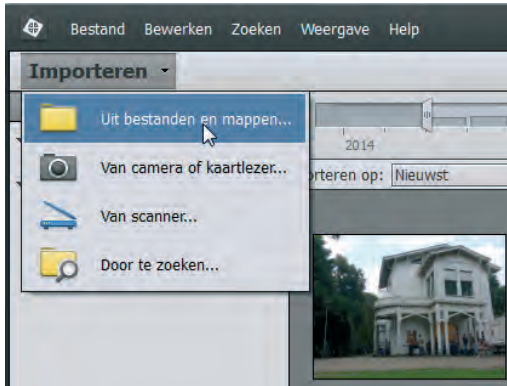 Bestand Bewerken Zoeken Weergave Help
Importeren
Uit bestanden en mappen...
2014
Van camera of kaartlezer...
rteren op: Nieuwst
Van scanner...
Door te zoeken...